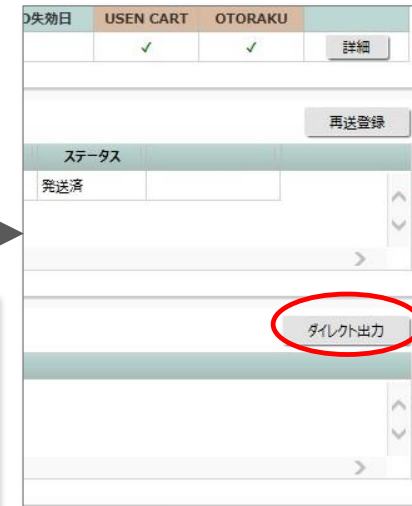 の失効日 USEN CART OTORAKU
✓ ✓ 詳細
再送登録
ステータス
発送済
ダイレクト出力